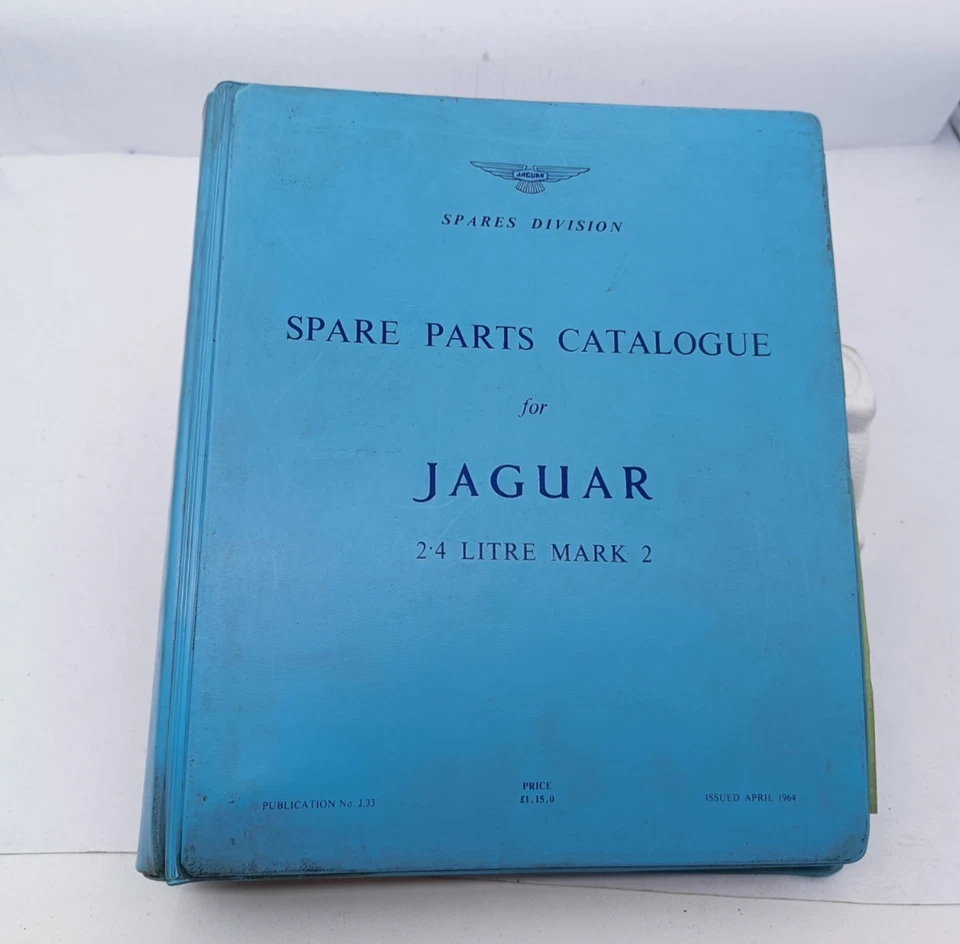 JAGUAR
SPARES DIVISION
SPARE PARTS CATALOGUE
for
JAGUAR
2·4 LITRE MARK 2
PUBLICATION No. J.33
PRICE
£1.15.0
ISSUED APRIL 1964